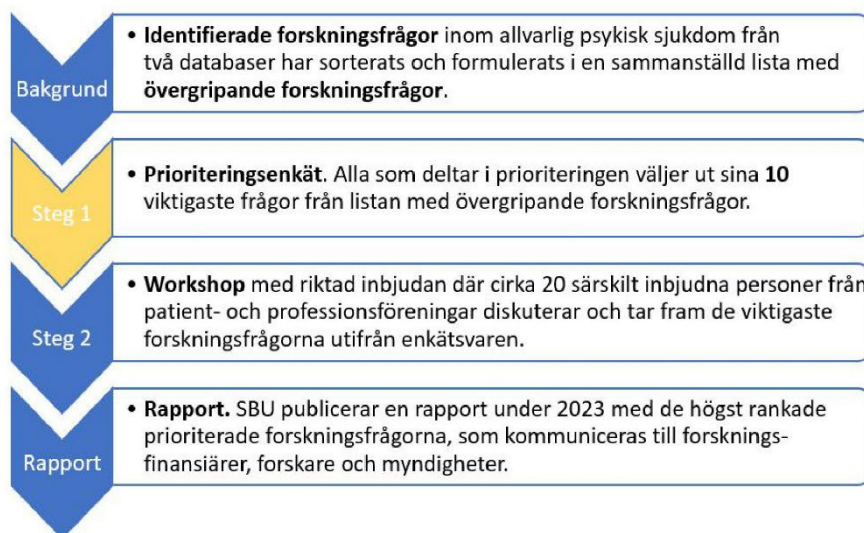 Bakgrund
• Identifierade forskningsfrågor inom allvarlig psykisk sjukdom från
två databaser har sorterats och formulerats i en sammanställd lista med
övergripande forskningsfrågor.
Steg 1
• Prioriteringsenkät. Alla som deltar i prioriteringen väljer ut sina 10
viktigaste frågor från listan med övergripande forskningsfrågor.
Steg 2
• Workshop med riktad inbjudan där cirka 20 särskilt inbjudna personer från
patient- och professionsföreningar diskuterar och tar fram de viktigaste
forskningsfrågorna utifrån enkätsvaren.
Rapport
• Rapport. SBU publicerar en rapport under 2023 med de högst rankade
prioriterade forskningsfrågorna, som kommuniceras till forsknings-
finansiärer, forskare och myndigheter.